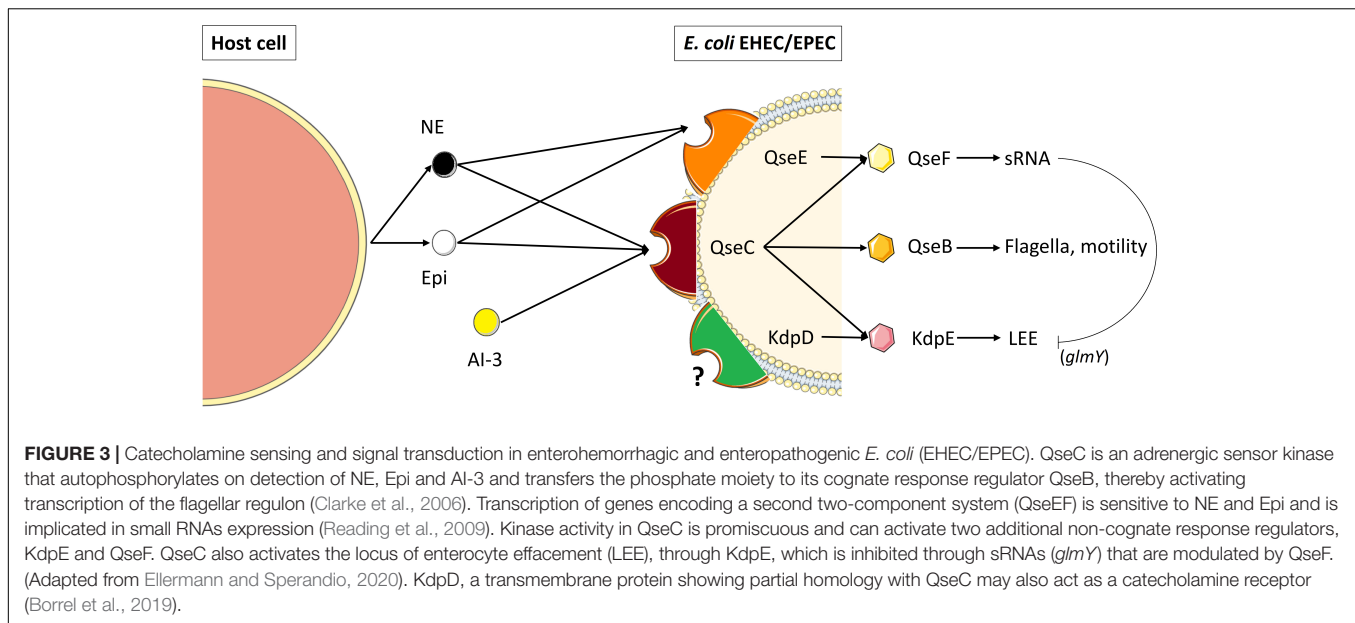 Host cell
E. coli EHEC/EPEC
NE
Epi
AI-3
QseE
QseF
sRNA
QseC
QseB
Flagella, motility
KdpD
KdpE
LEE
(glmY)
?
FIGURE 3 | Catecholamine sensing and signal transduction in enterohemorrhagic and enteropathogenic E. coli (EHEC/EPEC). QseC is an adrenergic sensor kinase
that autophosphorylates on detection of NE, Epi and AI-3 and transfers the phosphate moiety to its cognate response regulator QseB, thereby activating
transcription of the flagellar regulon (Clarke et al., 2006). Transcription of genes encoding a second two-component system (QseEF) is sensitive to NE and Epi and is
implicated in small RNAs expression (Reading et al., 2009). Kinase activity in QseC is promiscuous and can activate two additional non-cognate response regulators,
KdpE and QseF. QseC also activates the locus of enterocyte effacement (LEE), through KdpE, which is inhibited through sRNAs (glmY) that are modulated by QseF.
(Adapted from Ellermann and Sperandio, 2020). KdpD, a transmembrane protein showing partial homology with QseC may also act as a catecholamine receptor
(Borrel et al., 2019).